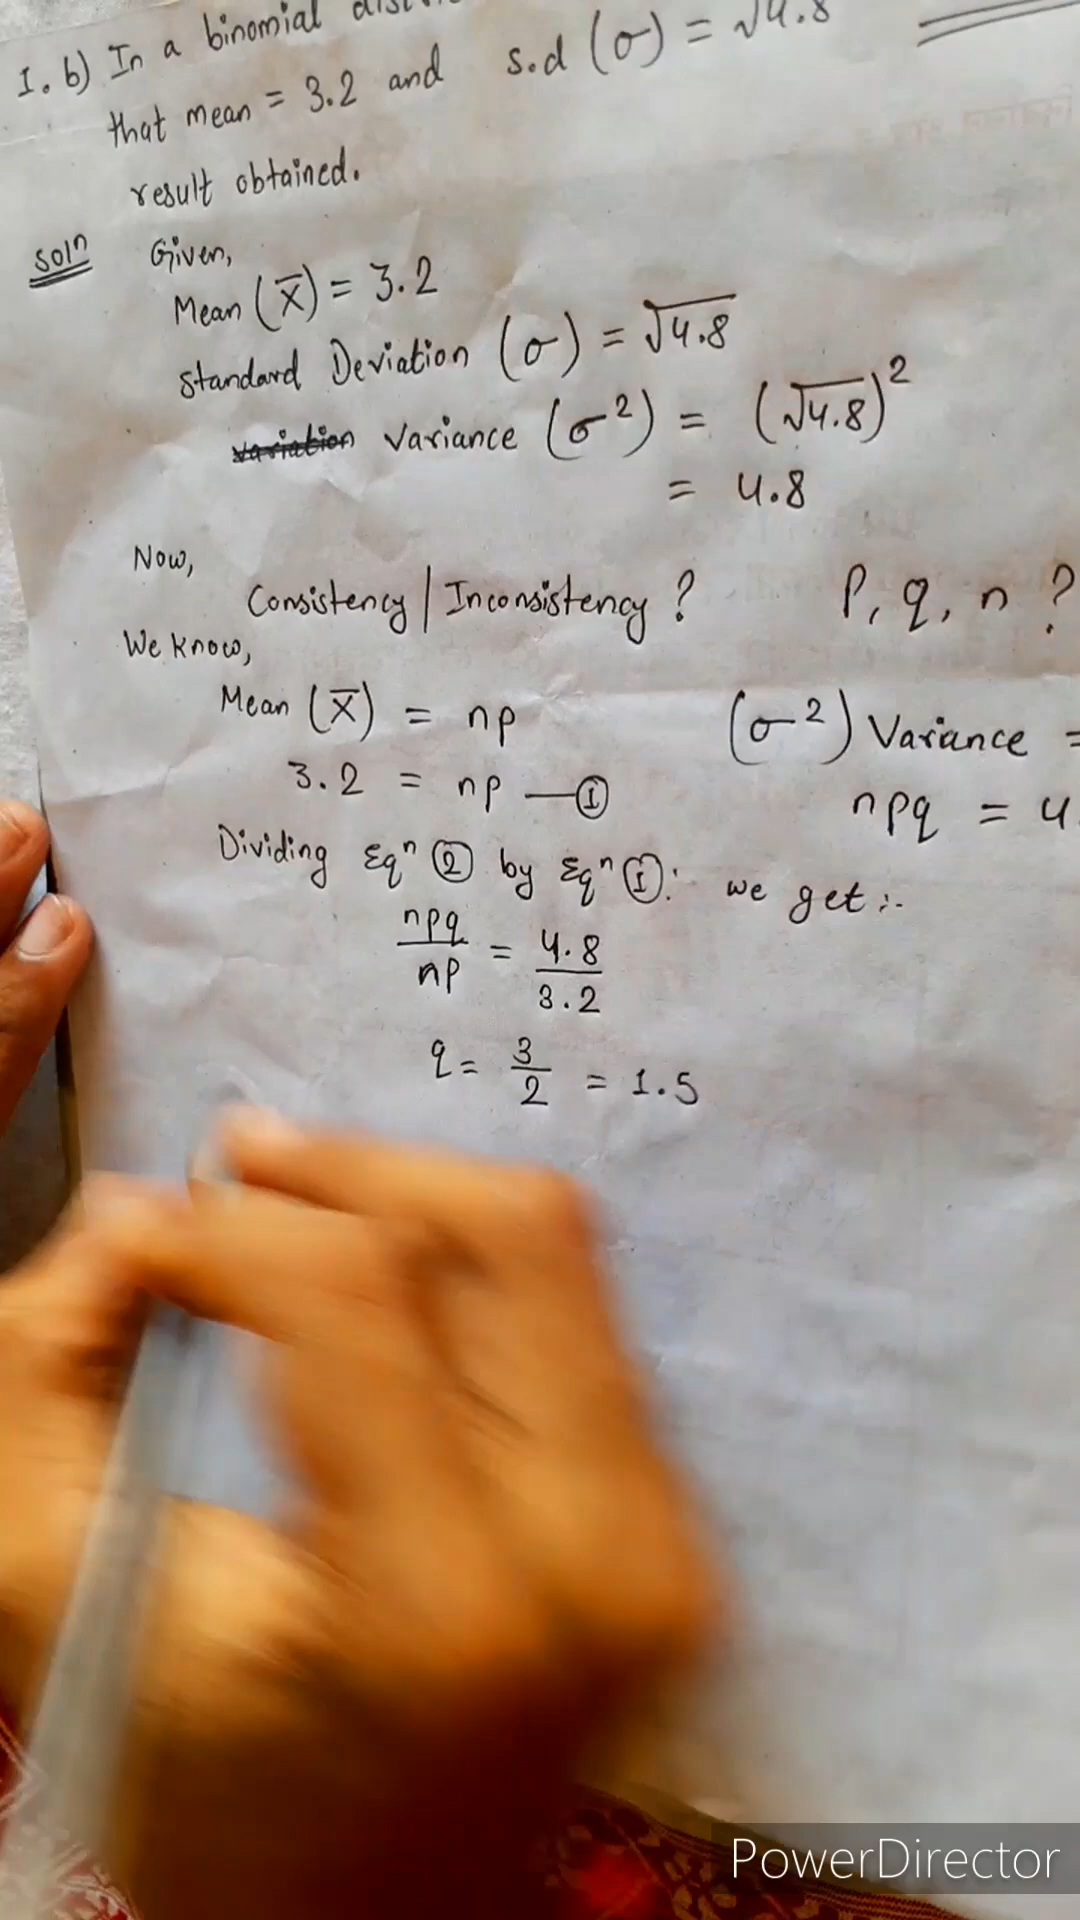 1. b) In a binomial
that mean = 3.2 and s.d (σ) = √4.8
result obtained.
Soln Given,
Mean (X̅) = 3.2
Standard Deviation (σ) = √4.8
variation Variance (σ²) = (√4.8)²
= 4.8
Now,
Consistency/Inconsistency? P, q, n ?
We know,
Mean (X̅) = np (σ²) Variance =
3.2 = np —① npq = 4.
Dividing Eqⁿ ② by Eqⁿ ①: we get :-
npq/np = 4.8/3.2
q = 3/2 = 1.5
PowerDirector